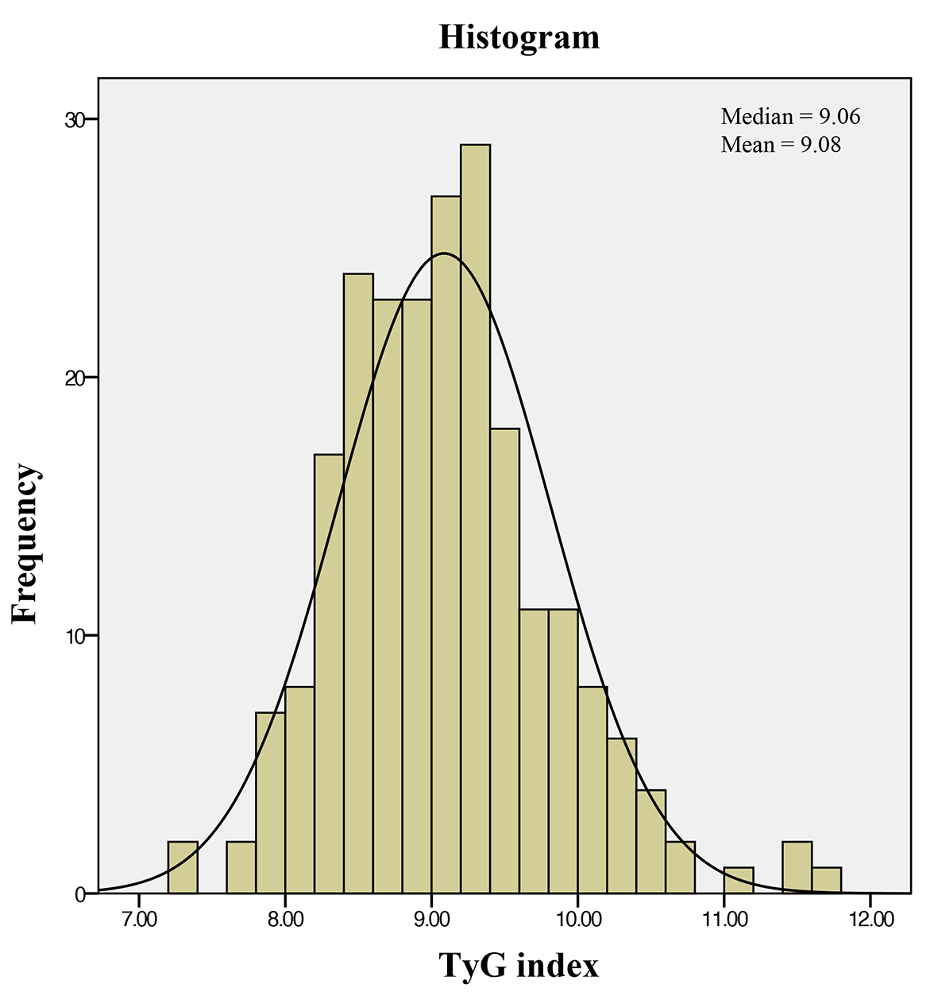 Histogram
Median = 9.06
Mean = 9.08
30
20
10
0
Frequency
7.00 8.00 9.00 10.00 11.00 12.00
TyG index